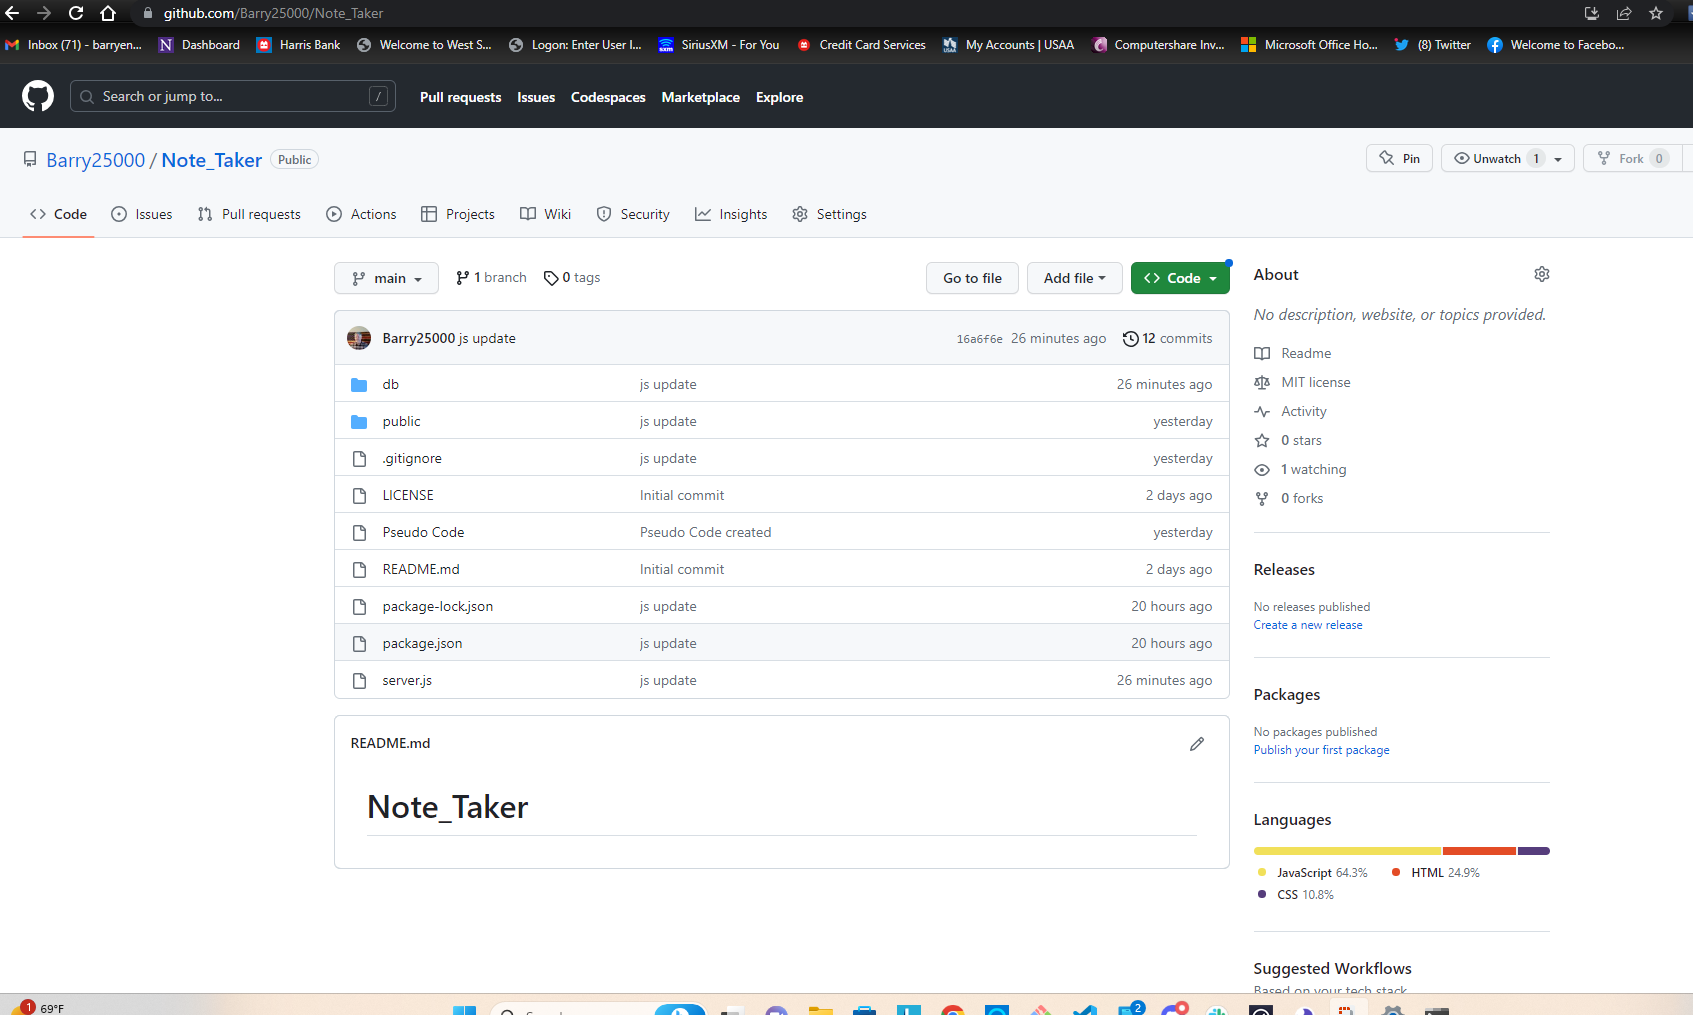 github.com/Barry25000/Note_Taker
Inbox (71) - barryen... Dashboard Harris Bank Welcome to West S... Logon: Enter User I... SiriusXM - For You Credit Card Services My Accounts | USAA Computershare Inv... Microsoft Office Ho... (8) Twitter Welcome to Facebo...
Search or jump to... / Pull requests Issues Codespaces Marketplace Explore
Barry25000 / Note_Taker Public Pin Unwatch 1 Fork 0
Code Issues Pull requests Actions Projects Wiki Security Insights Settings
main 1 branch 0 tags Go to file Add file Code
Barry25000 js update 16a6f6e 26 minutes ago 12 commits
db js update 26 minutes ago
public js update yesterday
.gitignore js update yesterday
LICENSE Initial commit 2 days ago
Pseudo Code Pseudo Code created yesterday
README.md Initial commit 2 days ago
package-lock.json js update 20 hours ago
package.json js update 20 hours ago
server.js js update 26 minutes ago
README.md
Note_Taker
About
No description, website, or topics provided.
Readme
MIT license
Activity
0 stars
1 watching
0 forks
Releases
No releases published
Create a new release
Packages
No packages published
Publish your first package
Languages
JavaScript 64.3% HTML 24.9%
CSS 10.8%
Suggested Workflows
Based on your tech stack
1 69°F 2